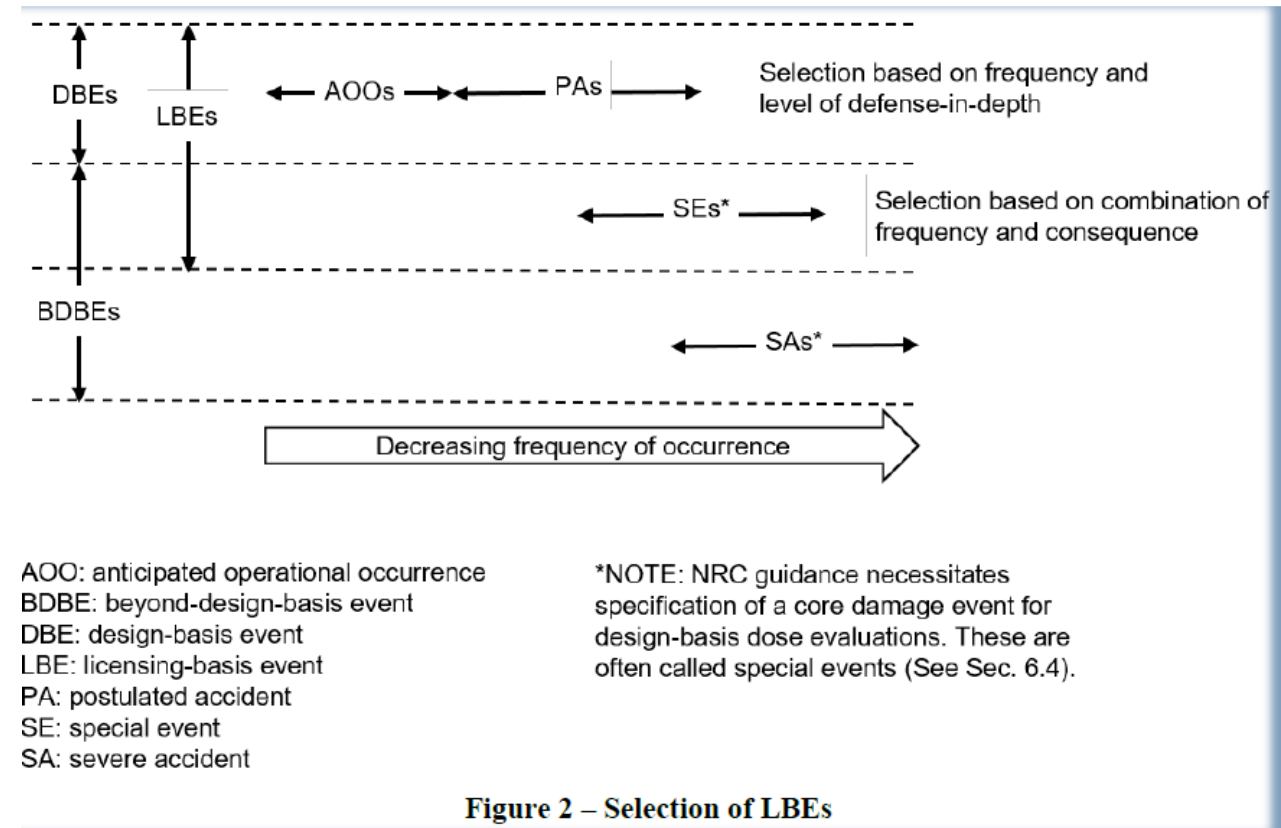 DBEs
LBEs
AOOs
PAs
Selection based on frequency and
level of defense-in-depth
SEs*
Selection based on combination of
frequency and consequence
BDBEs
SAs*
Decreasing frequency of occurrence
AOO: anticipated operational occurrence
BDBE: beyond-design-basis event
DBE: design-basis event
LBE: licensing-basis event
PA: postulated accident
SE: special event
SA: severe accident
*NOTE: NRC guidance necessitates
specification of a core damage event for
design-basis dose evaluations. These are
often called special events (See Sec. 6.4).
Figure 2 – Selection of LBEs